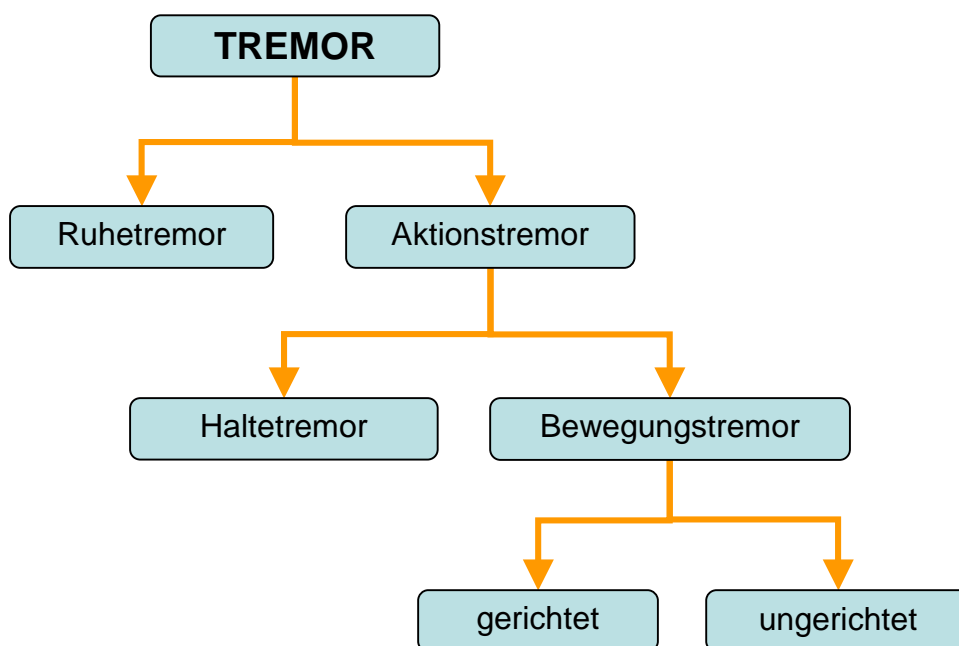 TREMOR
Ruhetremor
Aktionstremor
Haltetremor
Bewegungstremor
gerichtet
ungerichtet